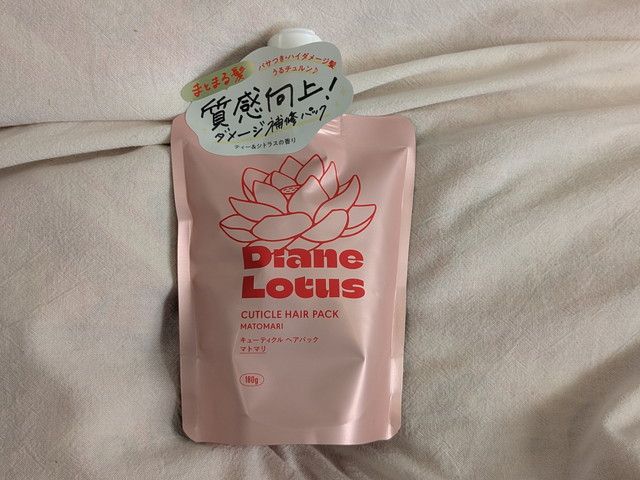 まとまる髪
パサつき・ハイダメージ髪
うるチュルン♪
質感向上!
ダメージ補修パック
ティー&シトラスの香り
Diane
Lotus
CUTICLE HAIR PACK
MATOMARI
キューティクル ヘアパック
マトマリ
180g